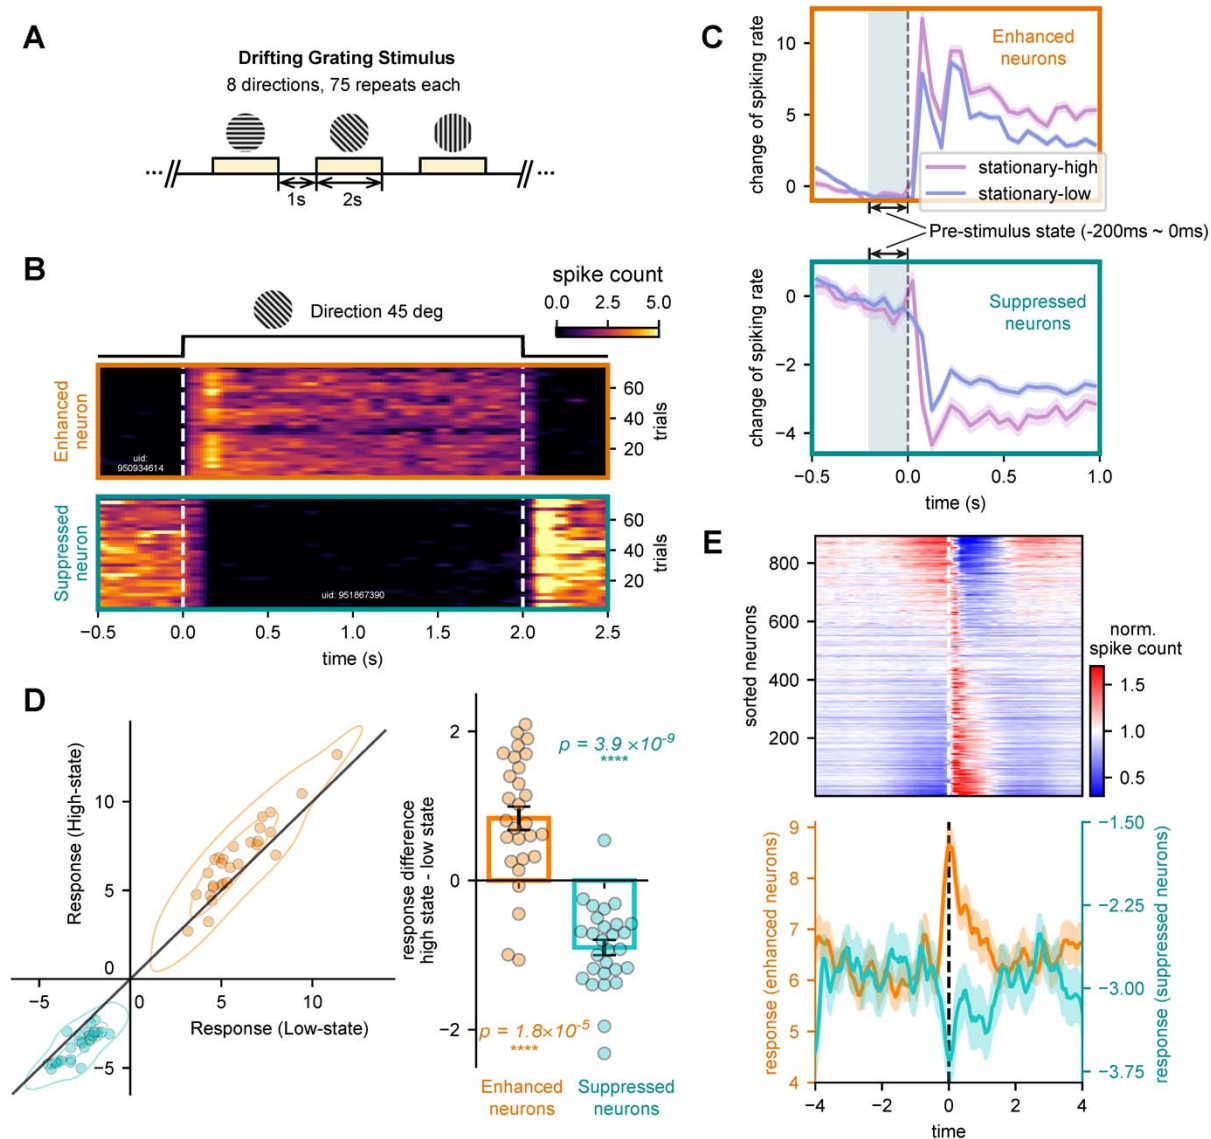 A
Drifting Grating Stimulus
8 directions, 75 repeats each
...
...
1s
2s
B
spike count
0.0 2.5 5.0
Direction 45 deg
Enhanced
neuron
uid:
950934614
60
40
20
trials
Suppressed
neuron
uid: 951867390
60
40
20
trials
−0.5 0.0 0.5 1.0 1.5 2.0 2.5
time (s)
C
change of spiking rate
10
5
0
Enhanced
neurons
stationary-high
stationary-low
Pre-stimulus state (-200ms ~ 0ms)
change of spiking rate
0
−2
−4
Suppressed
neurons
−0.5 0.0 0.5 1.0
time (s)
D
Response (High-state)
10
5
0
−5
−5 0 5 10
Response (Low-state)
response difference
high state - low state
2
0
−2
p = 3.9 ×10⁻⁹
****
p = 1.8×10⁻⁵
****
Enhanced
neurons
Suppressed
neurons
E
sorted neurons
800
600
400
200
norm.
spike count
1.5
1.0
0.5
response (enhanced neurons)
9
8
7
6
5
4
−1.50
−2.25
−3.00
−3.75
response (suppressed neurons)
−4 −2 0 2 4
time